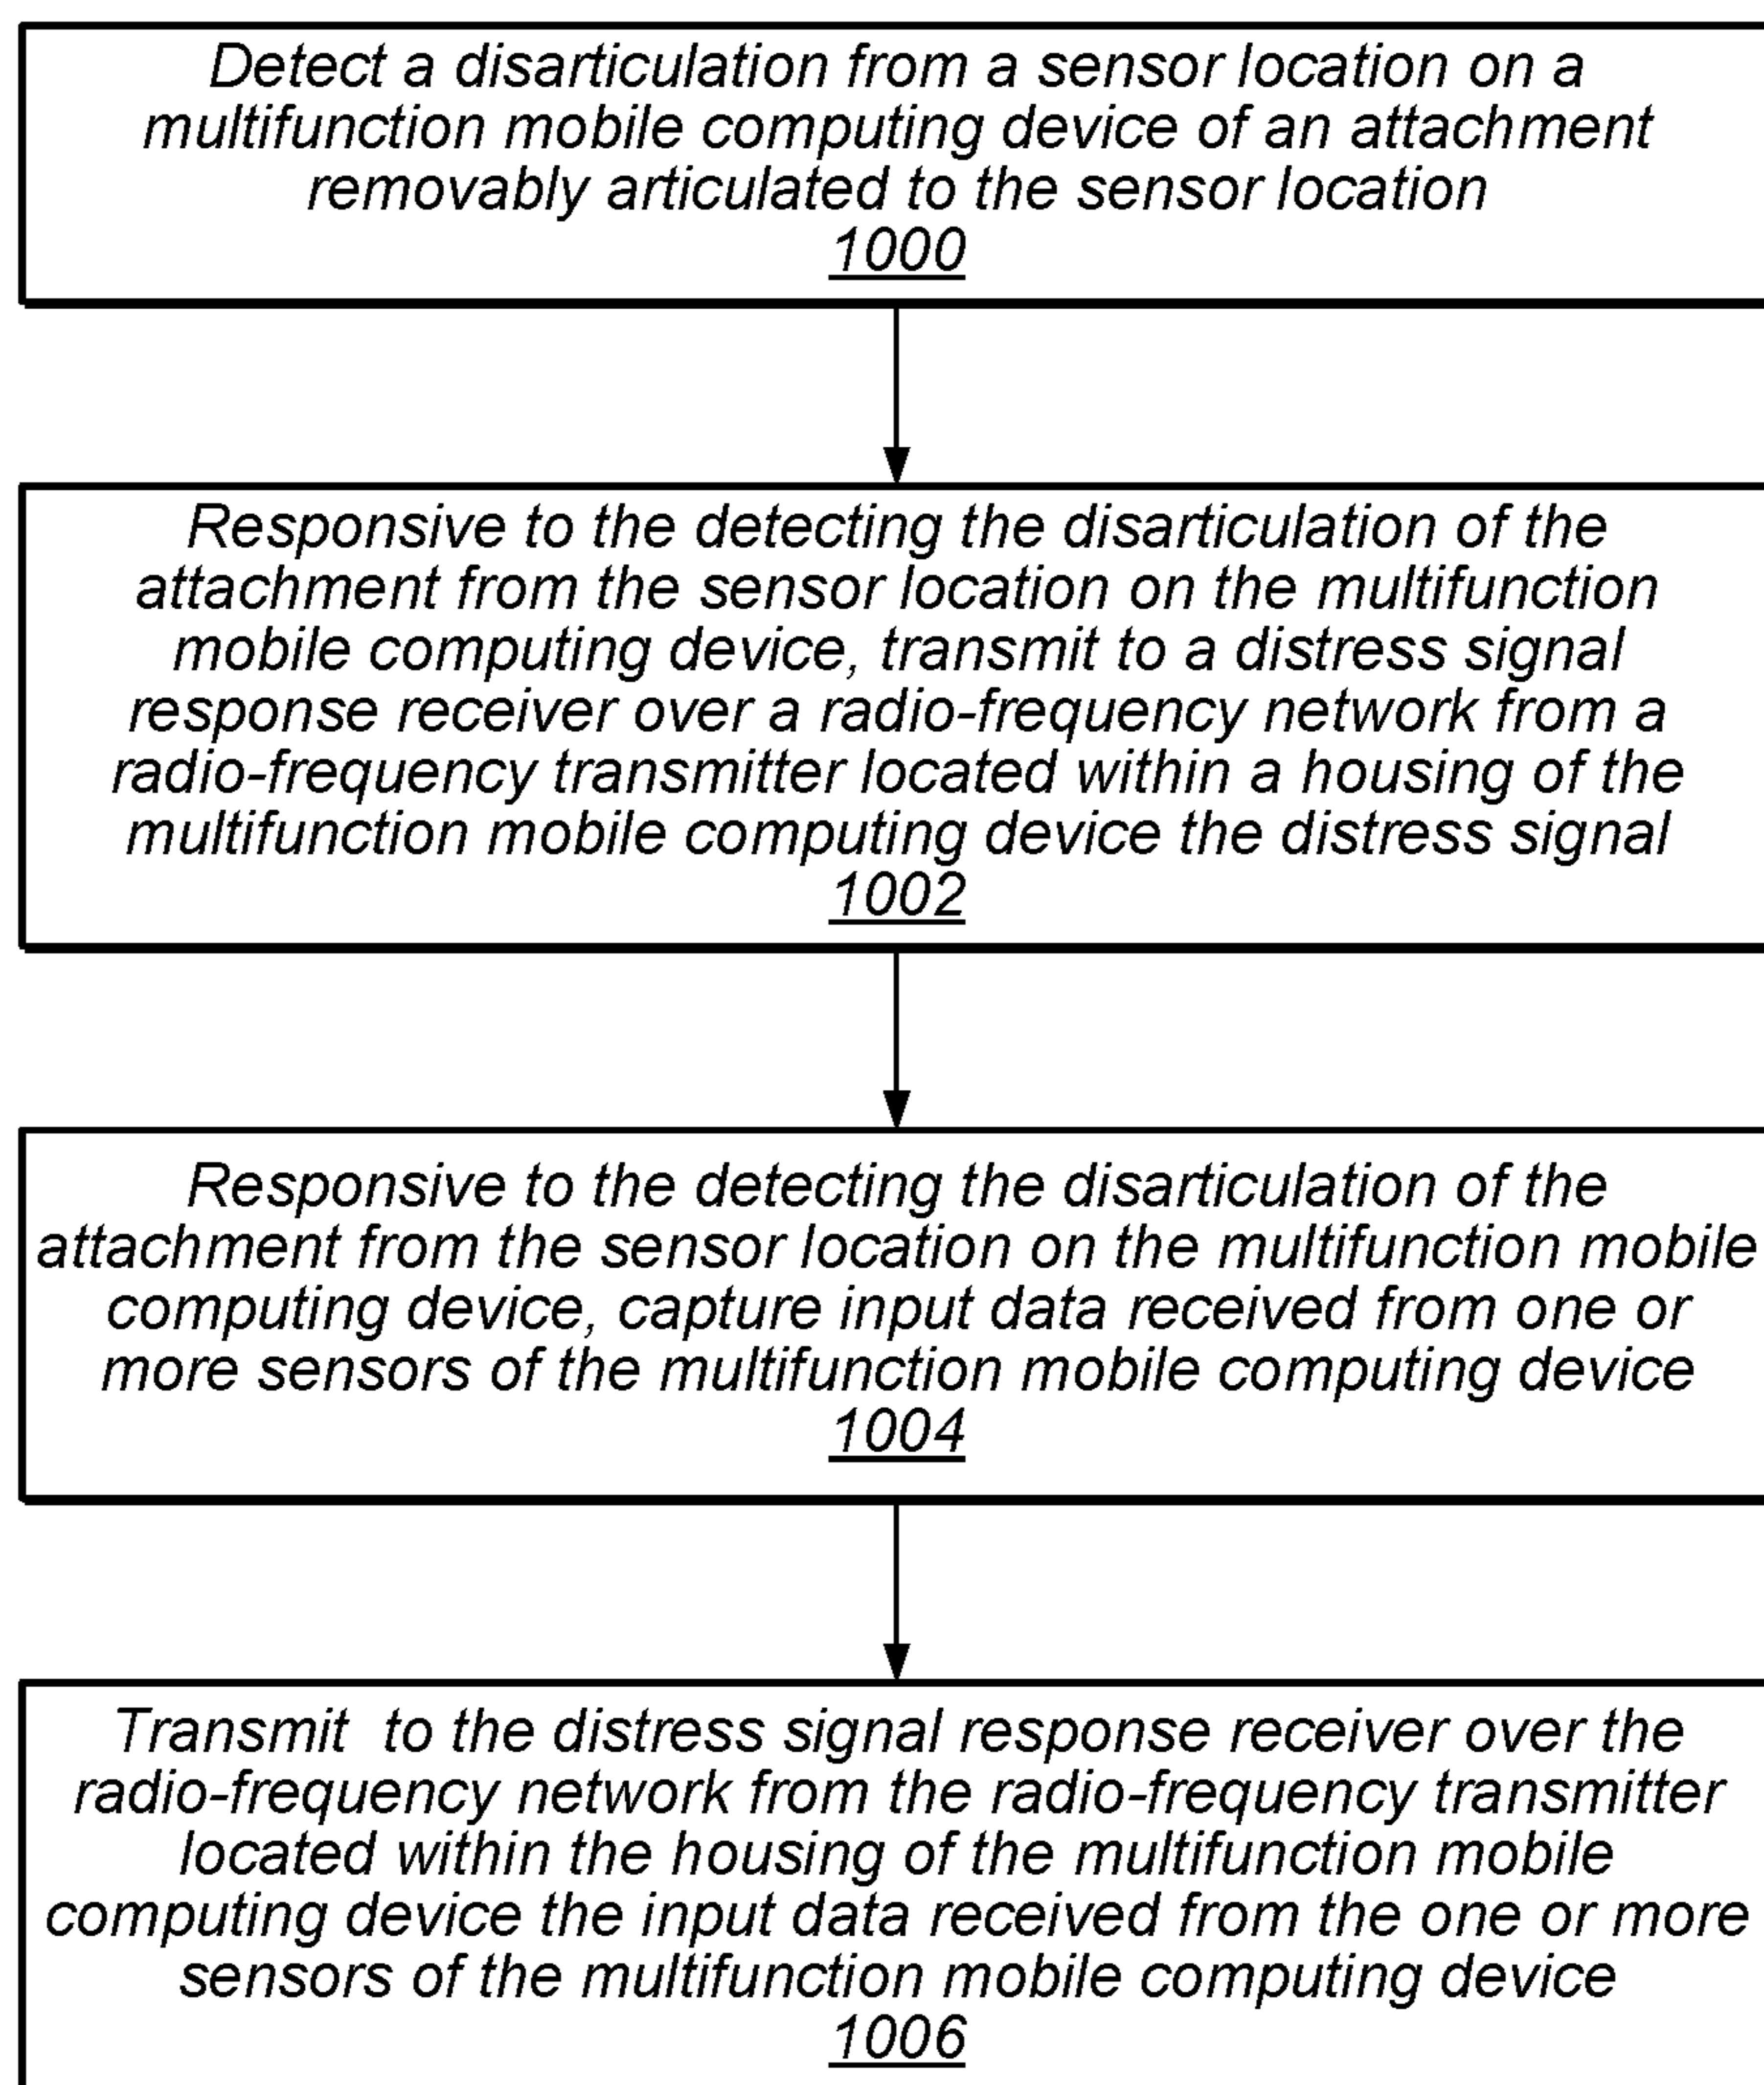 Detect a disarticulation from a sensor location on a
multifunction mobile computing device of an attachment
removably articulated to the sensor location
1000
Responsive to the detecting the disarticulation of the
attachment from the sensor location on the multifunction
mobile computing device, transmit to a distress signal
response receiver over a radio-frequency network from a
radio-frequency transmitter located within a housing of the
multifunction mobile computing device the distress signal
1002
Responsive to the detecting the disarticulation of the
attachment from the sensor location on the multifunction mobile
computing device, capture input data received from one or
more sensors of the multifunction mobile computing device
1004
Transmit to the distress signal response receiver over the
radio-frequency network from the radio-frequency transmitter
located within the housing of the multifunction mobile
computing device the input data received from the one or more
sensors of the multifunction mobile computing device
1006